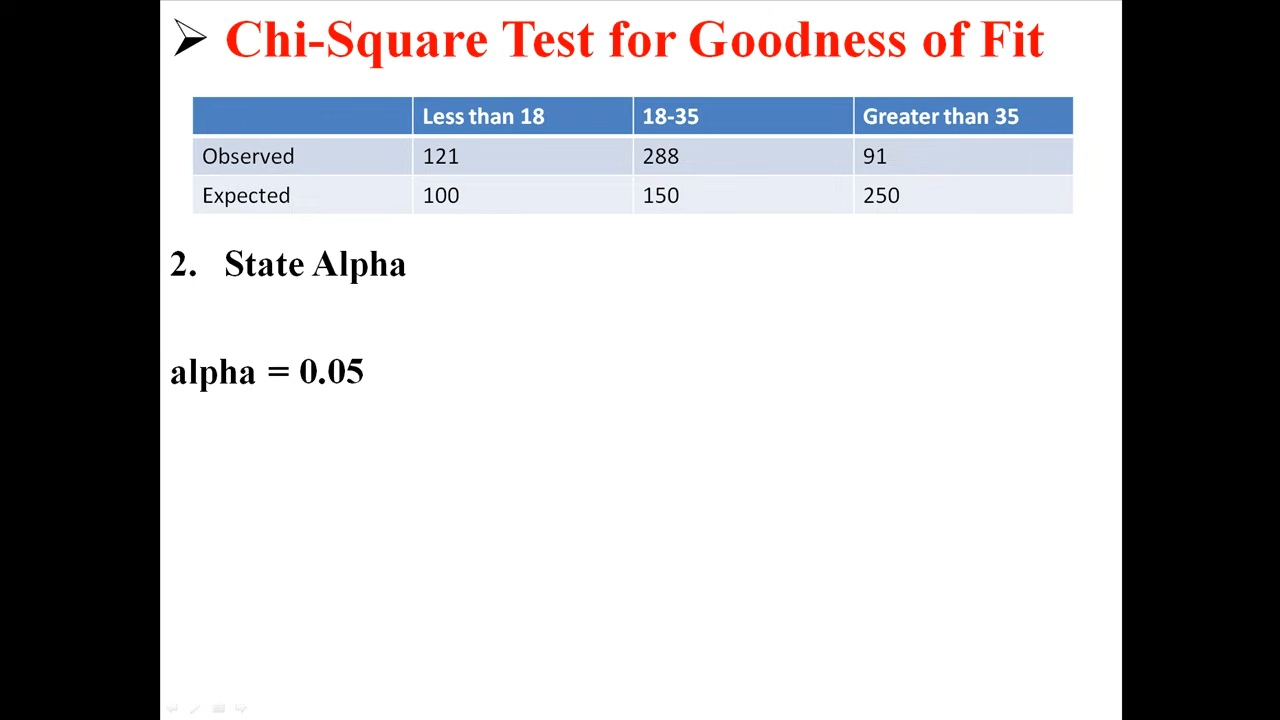 Chi-Square Test for Goodness of Fit
Less than 18 18-35 Greater than 35
Observed 121 288 91
Expected 100 150 250
2. State Alpha
alpha = 0.05